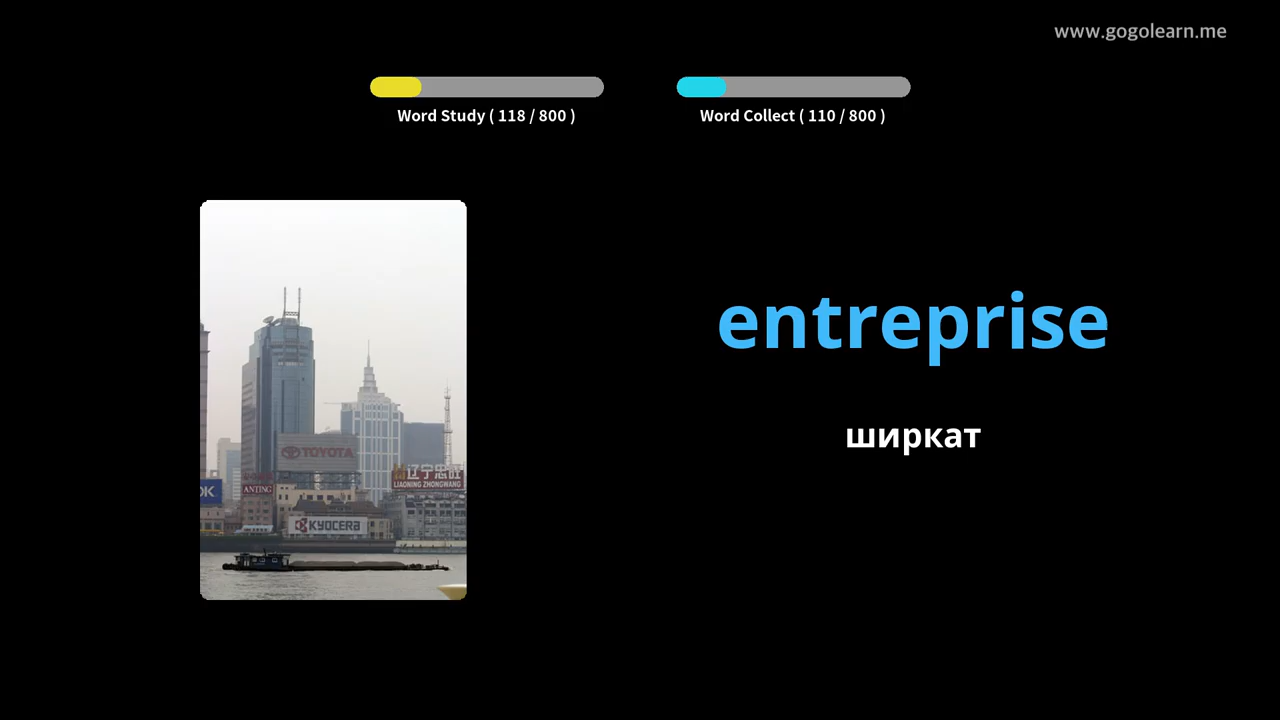 www.gogolearn.me
Word Study ( 118 / 800 )
Word Collect ( 110 / 800 )
entreprise
ширкат
TOYOTA
辽宁忠旺
LIAONING ZHONGWANG
OK
ANTING
KYOCERA